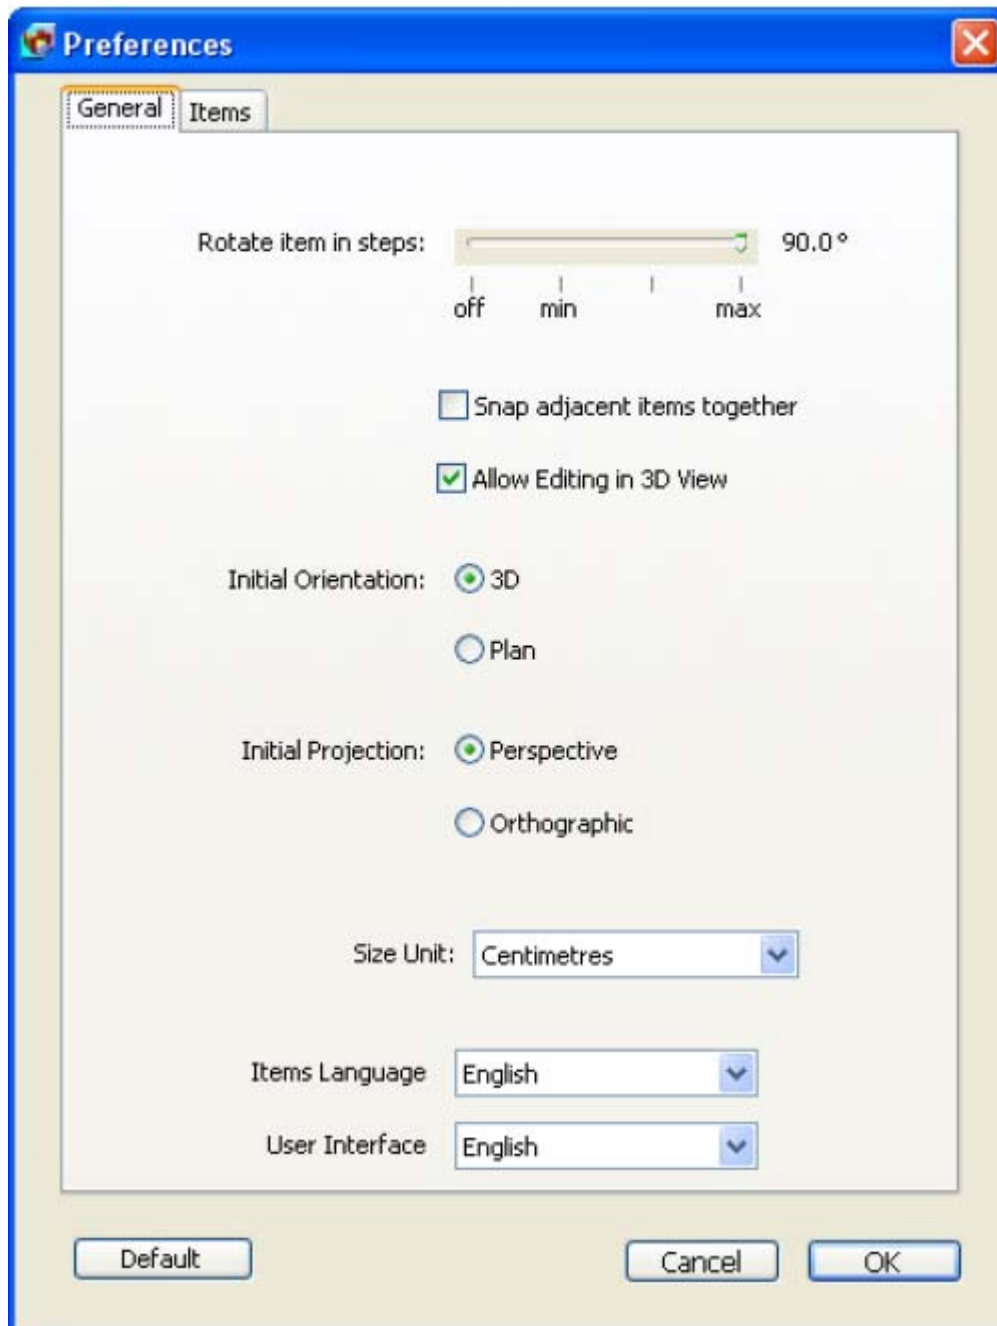 Preferences
General Items
Rotate item in steps: 90.0°
off min max
Snap adjacent items together
Allow Editing in 3D View
Initial Orientation: 3D
Plan
Initial Projection: Perspective
Orthographic
Size Unit: Centimetres
Items Language English
User Interface English
Default Cancel OK